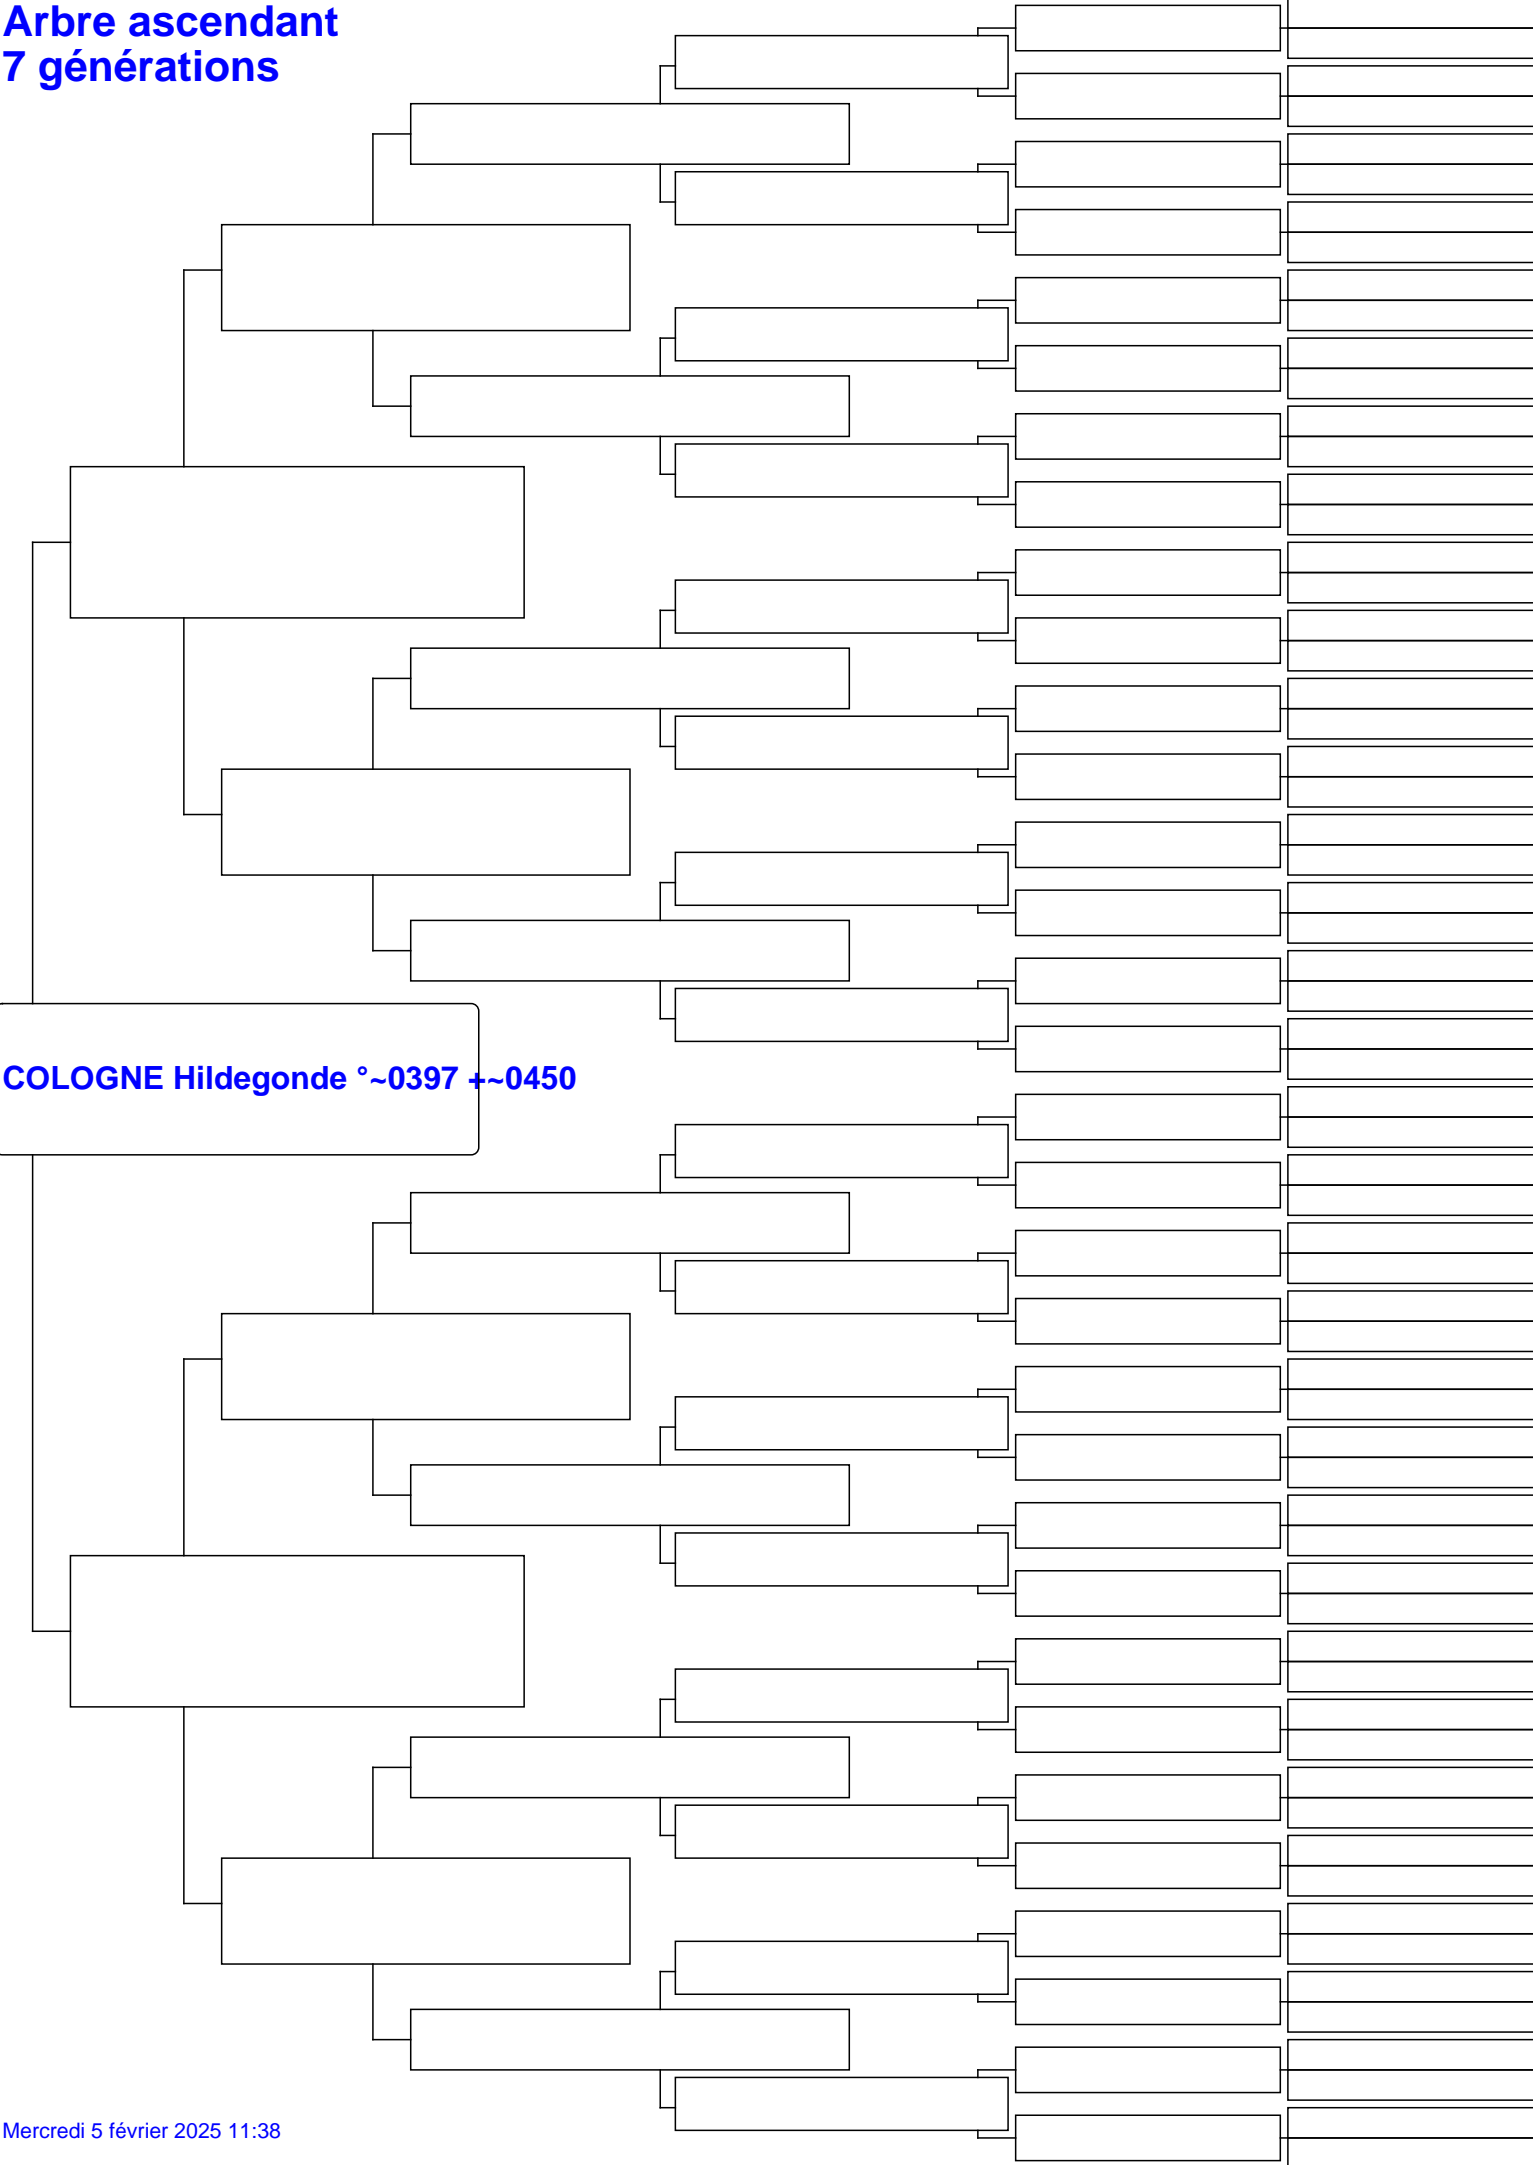 Arbre ascendant
7 générations
COLOGNE Hildegonde °~0397 +~0450
Mercredi 5 février 2025 11:38